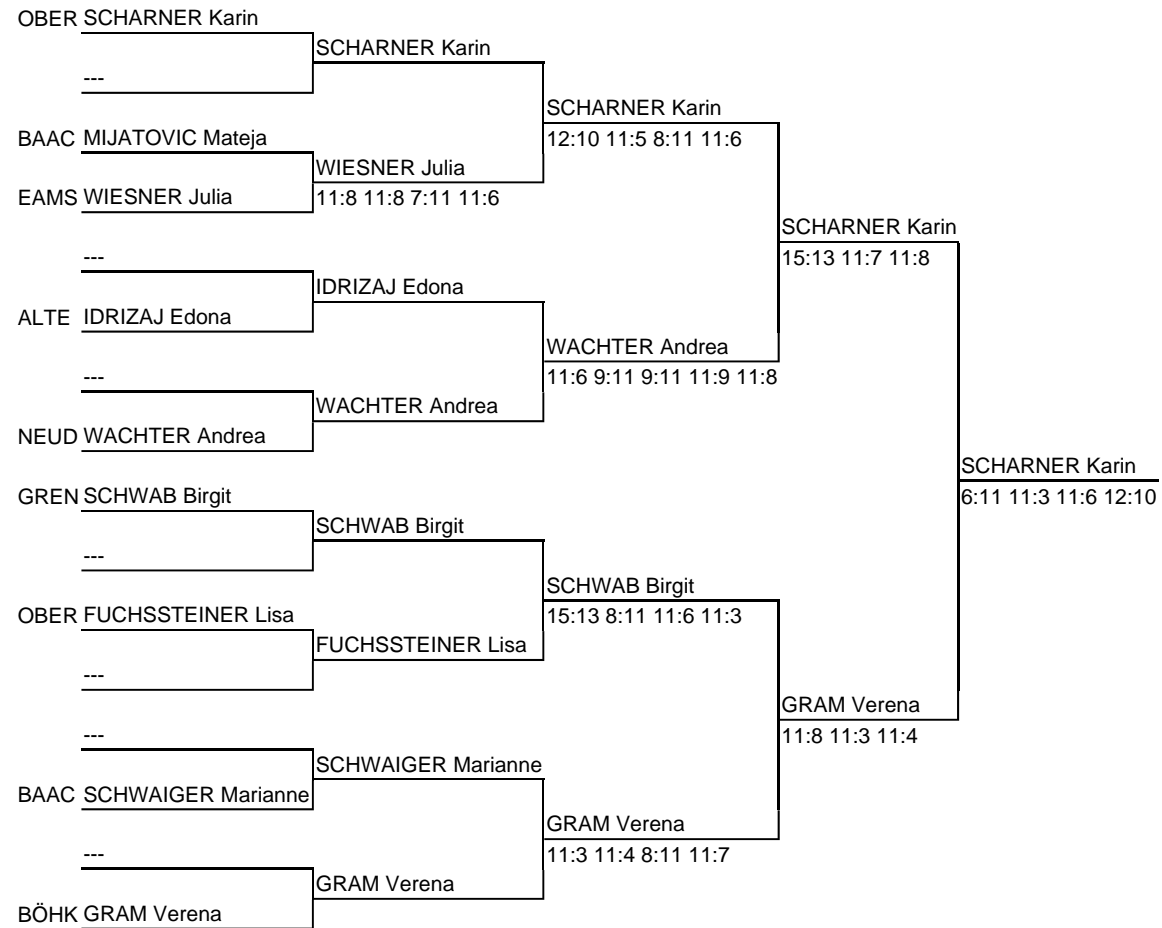 OBER SCHARNER Karin
SCHARNER Karin
---
SCHARNER Karin
BAAC MIJATOVIC Mateja
12:10 11:5 8:11 11:6
WIESNER Julia
EAMS WIESNER Julia
11:8 11:8 7:11 11:6
SCHARNER Karin
---
15:13 11:7 11:8
IDRIZAJ Edona
ALTE IDRIZAJ Edona
WACHTER Andrea
---
11:6 9:11 9:11 11:9 11:8
WACHTER Andrea
NEUD WACHTER Andrea
SCHARNER Karin
GREN SCHWAB Birgit
6:11 11:3 11:6 12:10
SCHWAB Birgit
---
SCHWAB Birgit
OBER FUCHSSTEINER Lisa
15:13 8:11 11:6 11:3
FUCHSSTEINER Lisa
---
GRAM Verena
---
11:8 11:3 11:4
SCHWAIGER Marianne
BAAC SCHWAIGER Marianne
GRAM Verena
---
11:3 11:4 8:11 11:7
GRAM Verena
BÖHK GRAM Verena